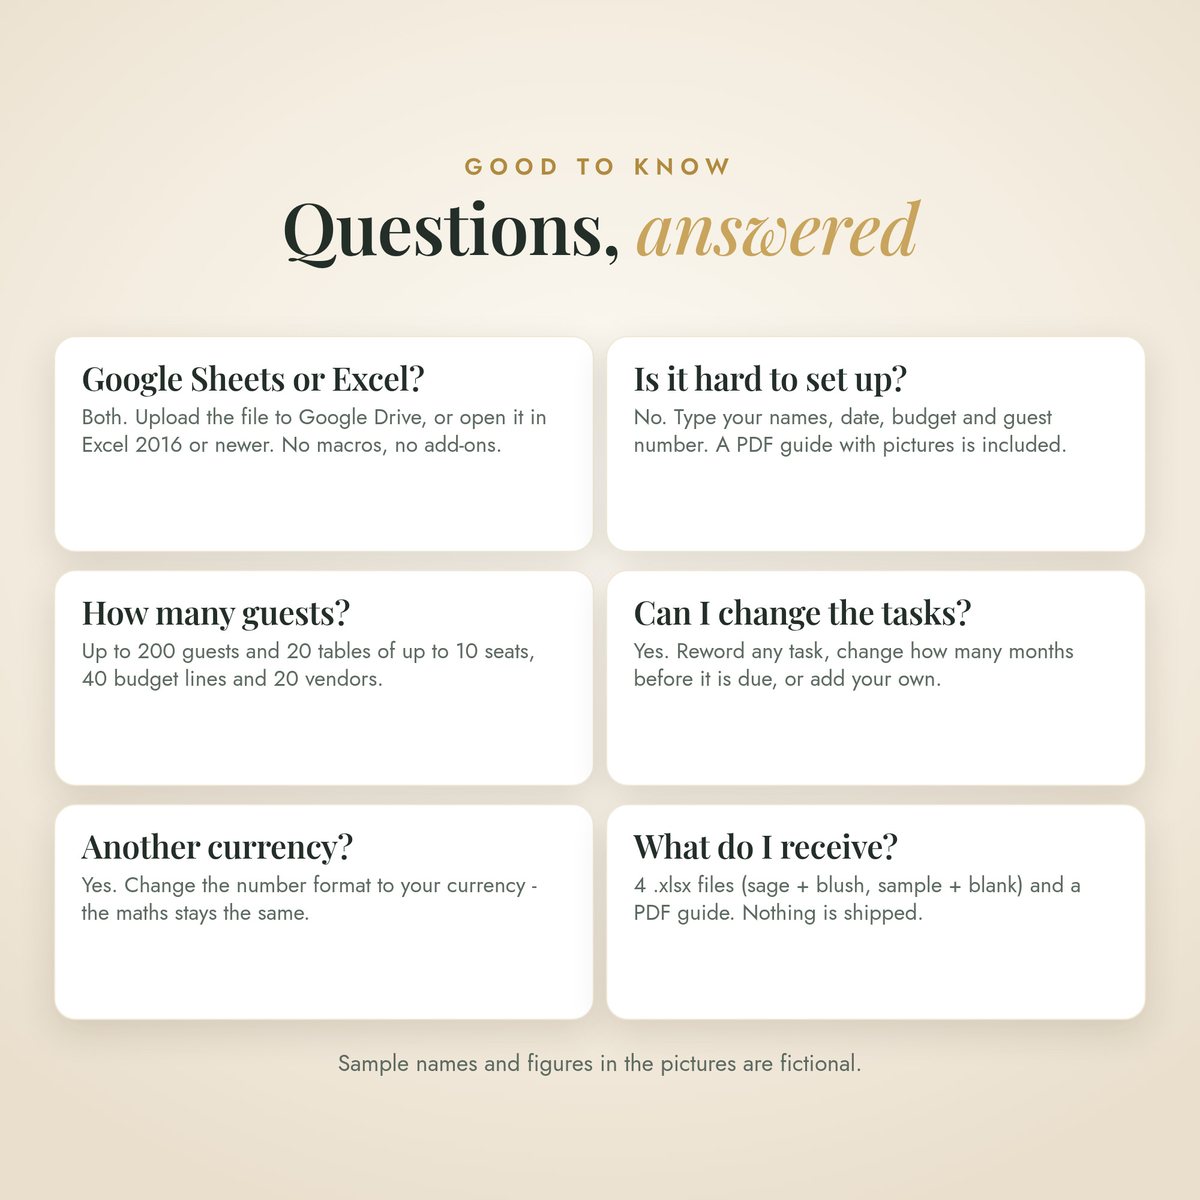 GOOD TO KNOW
Questions, answered
Google Sheets or Excel?
Both. Upload the file to Google Drive, or open it in
Excel 2016 or newer. No macros, no add-ons.
Is it hard to set up?
No. Type your names, date, budget and guest
number. A PDF guide with pictures is included.
How many guests?
Up to 200 guests and 20 tables of up to 10 seats,
40 budget lines and 20 vendors.
Can I change the tasks?
Yes. Reword any task, change how many months
before it is due, or add your own.
Another currency?
Yes. Change the number format to your currency -
the maths stays the same.
What do I receive?
4 .xlsx files (sage + blush, sample + blank) and a
PDF guide. Nothing is shipped.
Sample names and figures in the pictures are fictional.